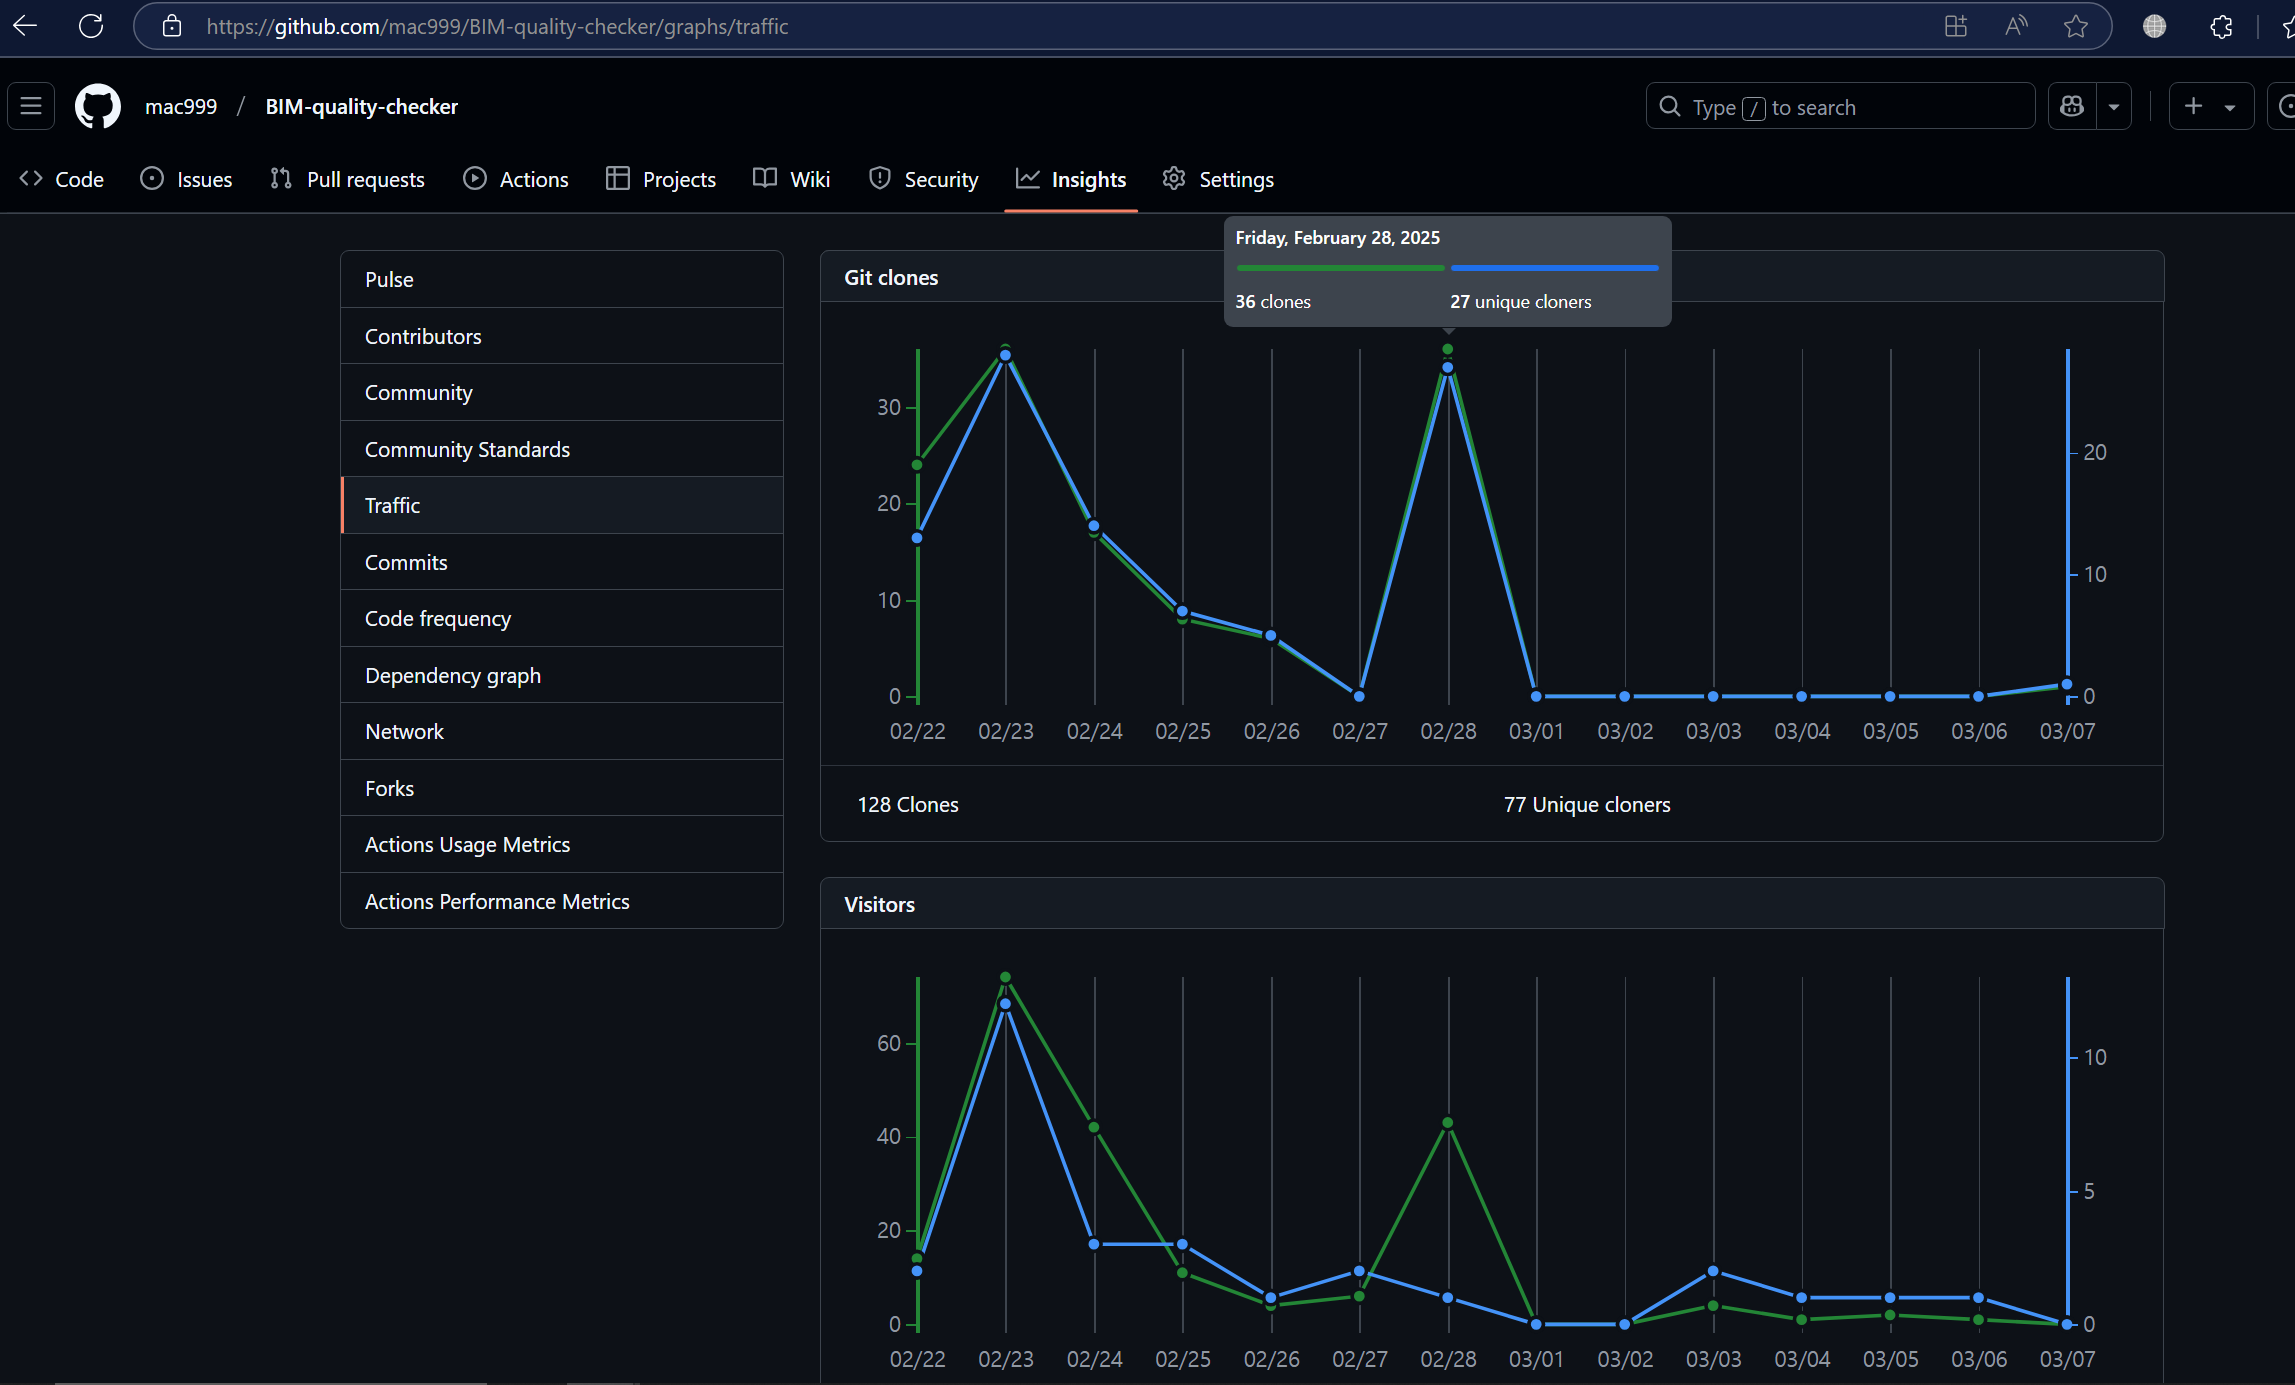 https://github.com/mac999/BIM-quality-checker/graphs/traffic
mac999 / BIM-quality-checker
Type / to search
Code Issues Pull requests Actions Projects Wiki Security Insights Settings
Pulse
Contributors
Community
Community Standards
Traffic
Commits
Code frequency
Dependency graph
Network
Forks
Actions Usage Metrics
Actions Performance Metrics
Git clones
Friday, February 28, 2025
36 clones 27 unique cloners
30
20
10
0
20
10
0
02/22 02/23 02/24 02/25 02/26 02/27 02/28 03/01 03/02 03/03 03/04 03/05 03/06 03/07
128 Clones 77 Unique cloners
Visitors
60
40
20
0
10
5
0
02/22 02/23 02/24 02/25 02/26 02/27 02/28 03/01 03/02 03/03 03/04 03/05 03/06 03/07